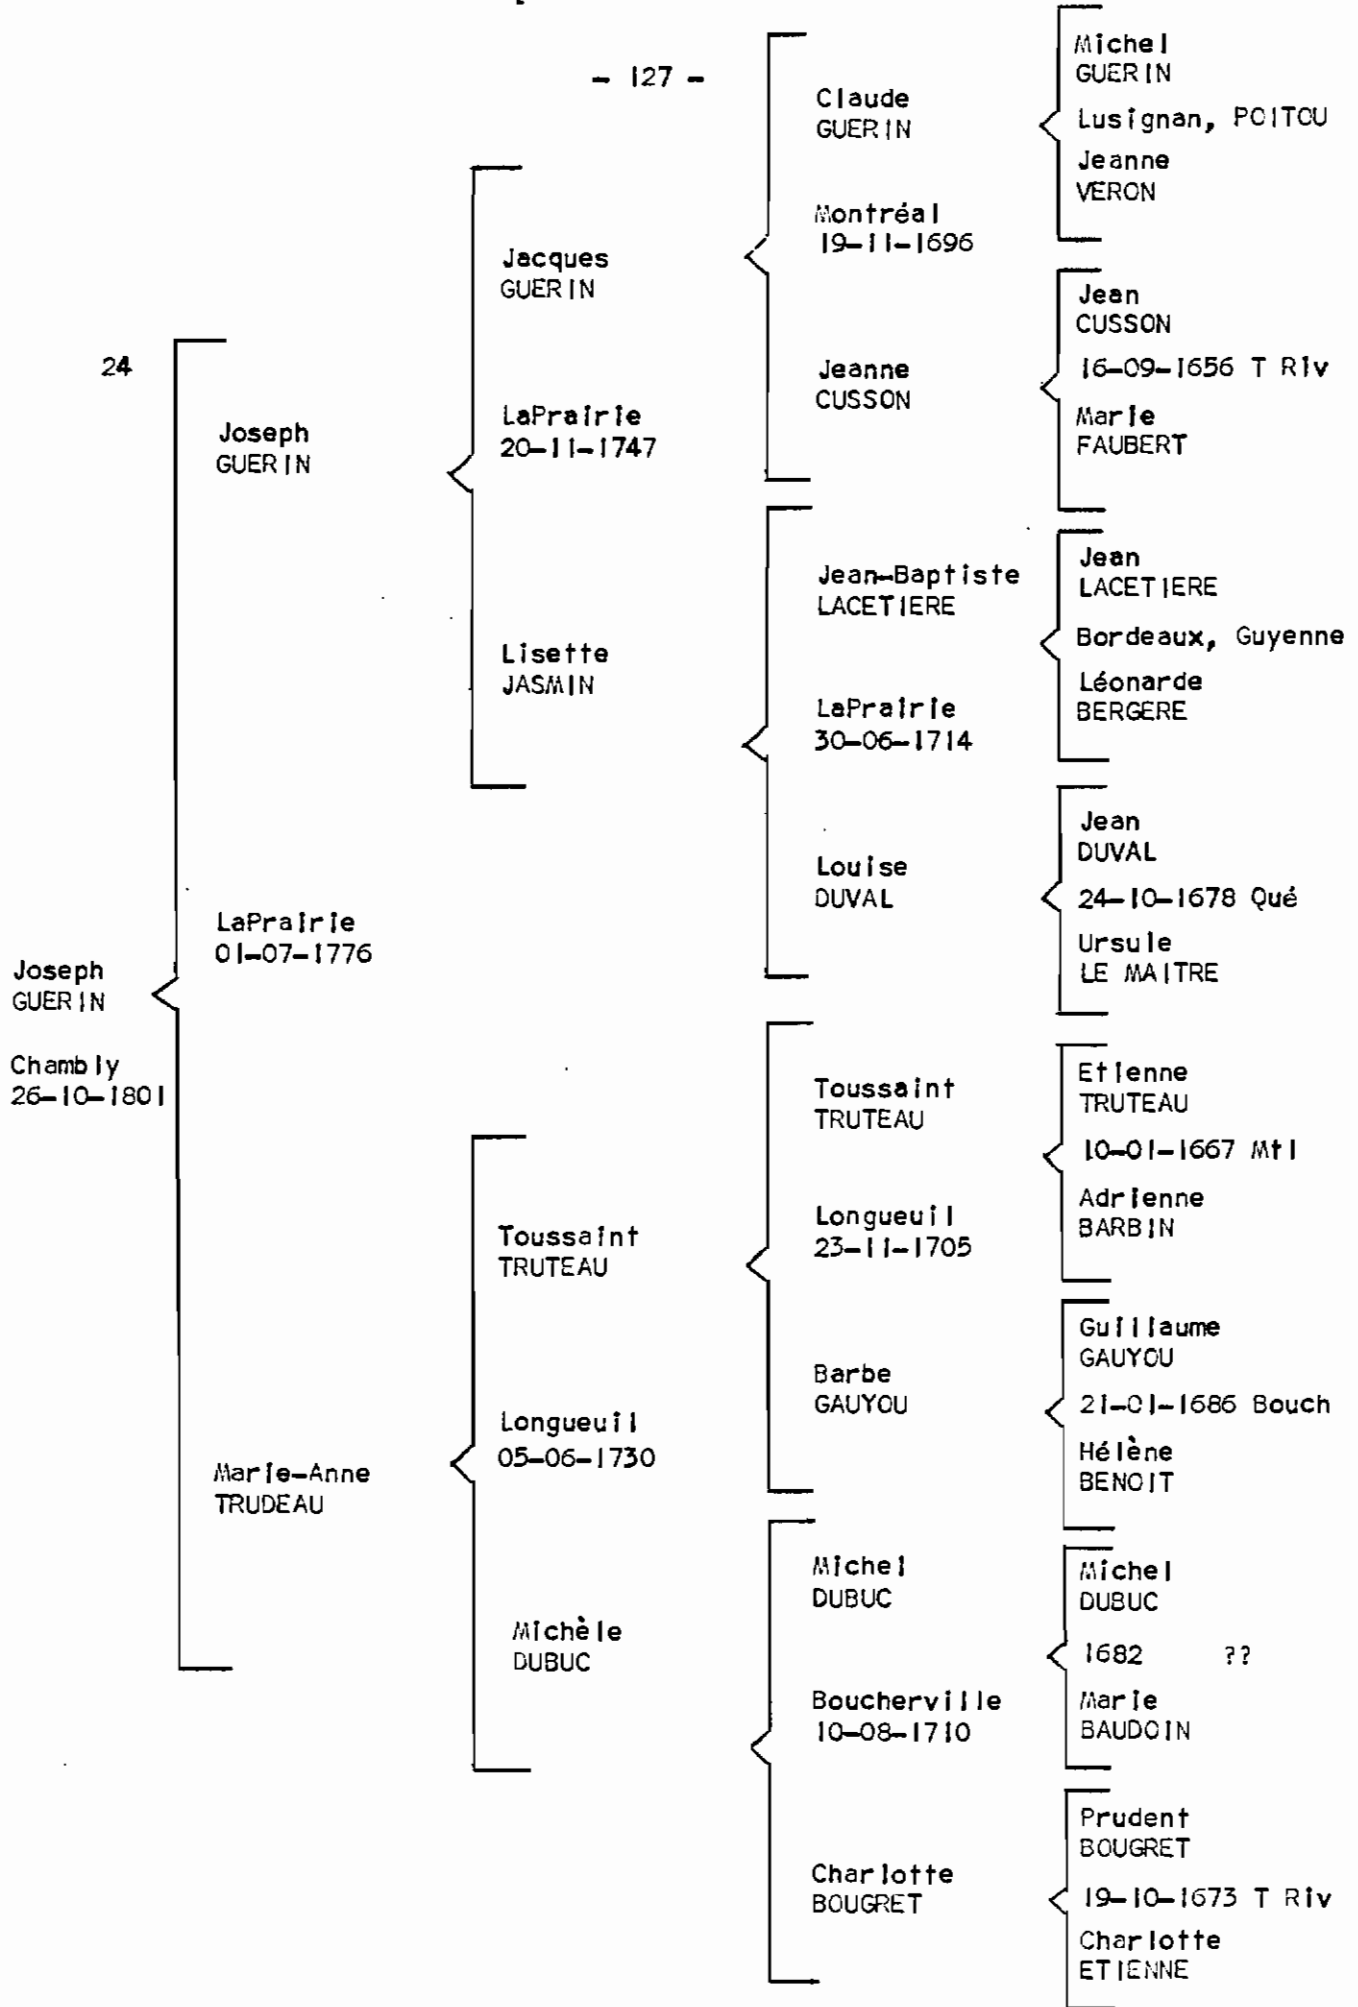 - 127 -
24
Joseph
GUERIN
Chambly
26-10-1801
Joseph
GUERIN
LaPrairie
01-07-1776
Marie-Anne
TRUDEAU
Jacques
GUERIN
LaPrairie
20-11-1747
Lisette
JASMIN
Toussaint
TRUTEAU
Longueuil
05-06-1730
Michèle
DUBUC
Claude
GUERIN
Montréal
19-11-1696
Jeanne
CUSSON
Jean-Baptiste
LACETIERE
LaPrairie
30-06-1714
Louise
DUVAL
Toussaint
TRUTEAU
Longueuil
23-11-1705
Barbe
GAUYOU
Michel
DUBUC
Boucherville
10-08-1710
Charlotte
BOUGRET
Michel
GUERIN
Lusignan, POITOU
Jeanne
VERON
Jean
CUSSON
16-09-1656 T Riv
Marie
FAUBERT
Jean
LACETIERE
Bordeaux, Guyenne
Léonarde
BERGERE
Jean
DUVAL
24-10-1678 Qué
Ursule
LE MAITRE
Etienne
TRUTEAU
10-01-1667 Mtl
Adrienne
BARBIN
Guillaume
GAUYOU
21-01-1686 Bouch
Hélène
BENOIT
Michel
DUBUC
1682 ??
Marie
BAUDOIN
Prudent
BOUGRET
19-10-1673 T Riv
Charlotte
ETIENNE